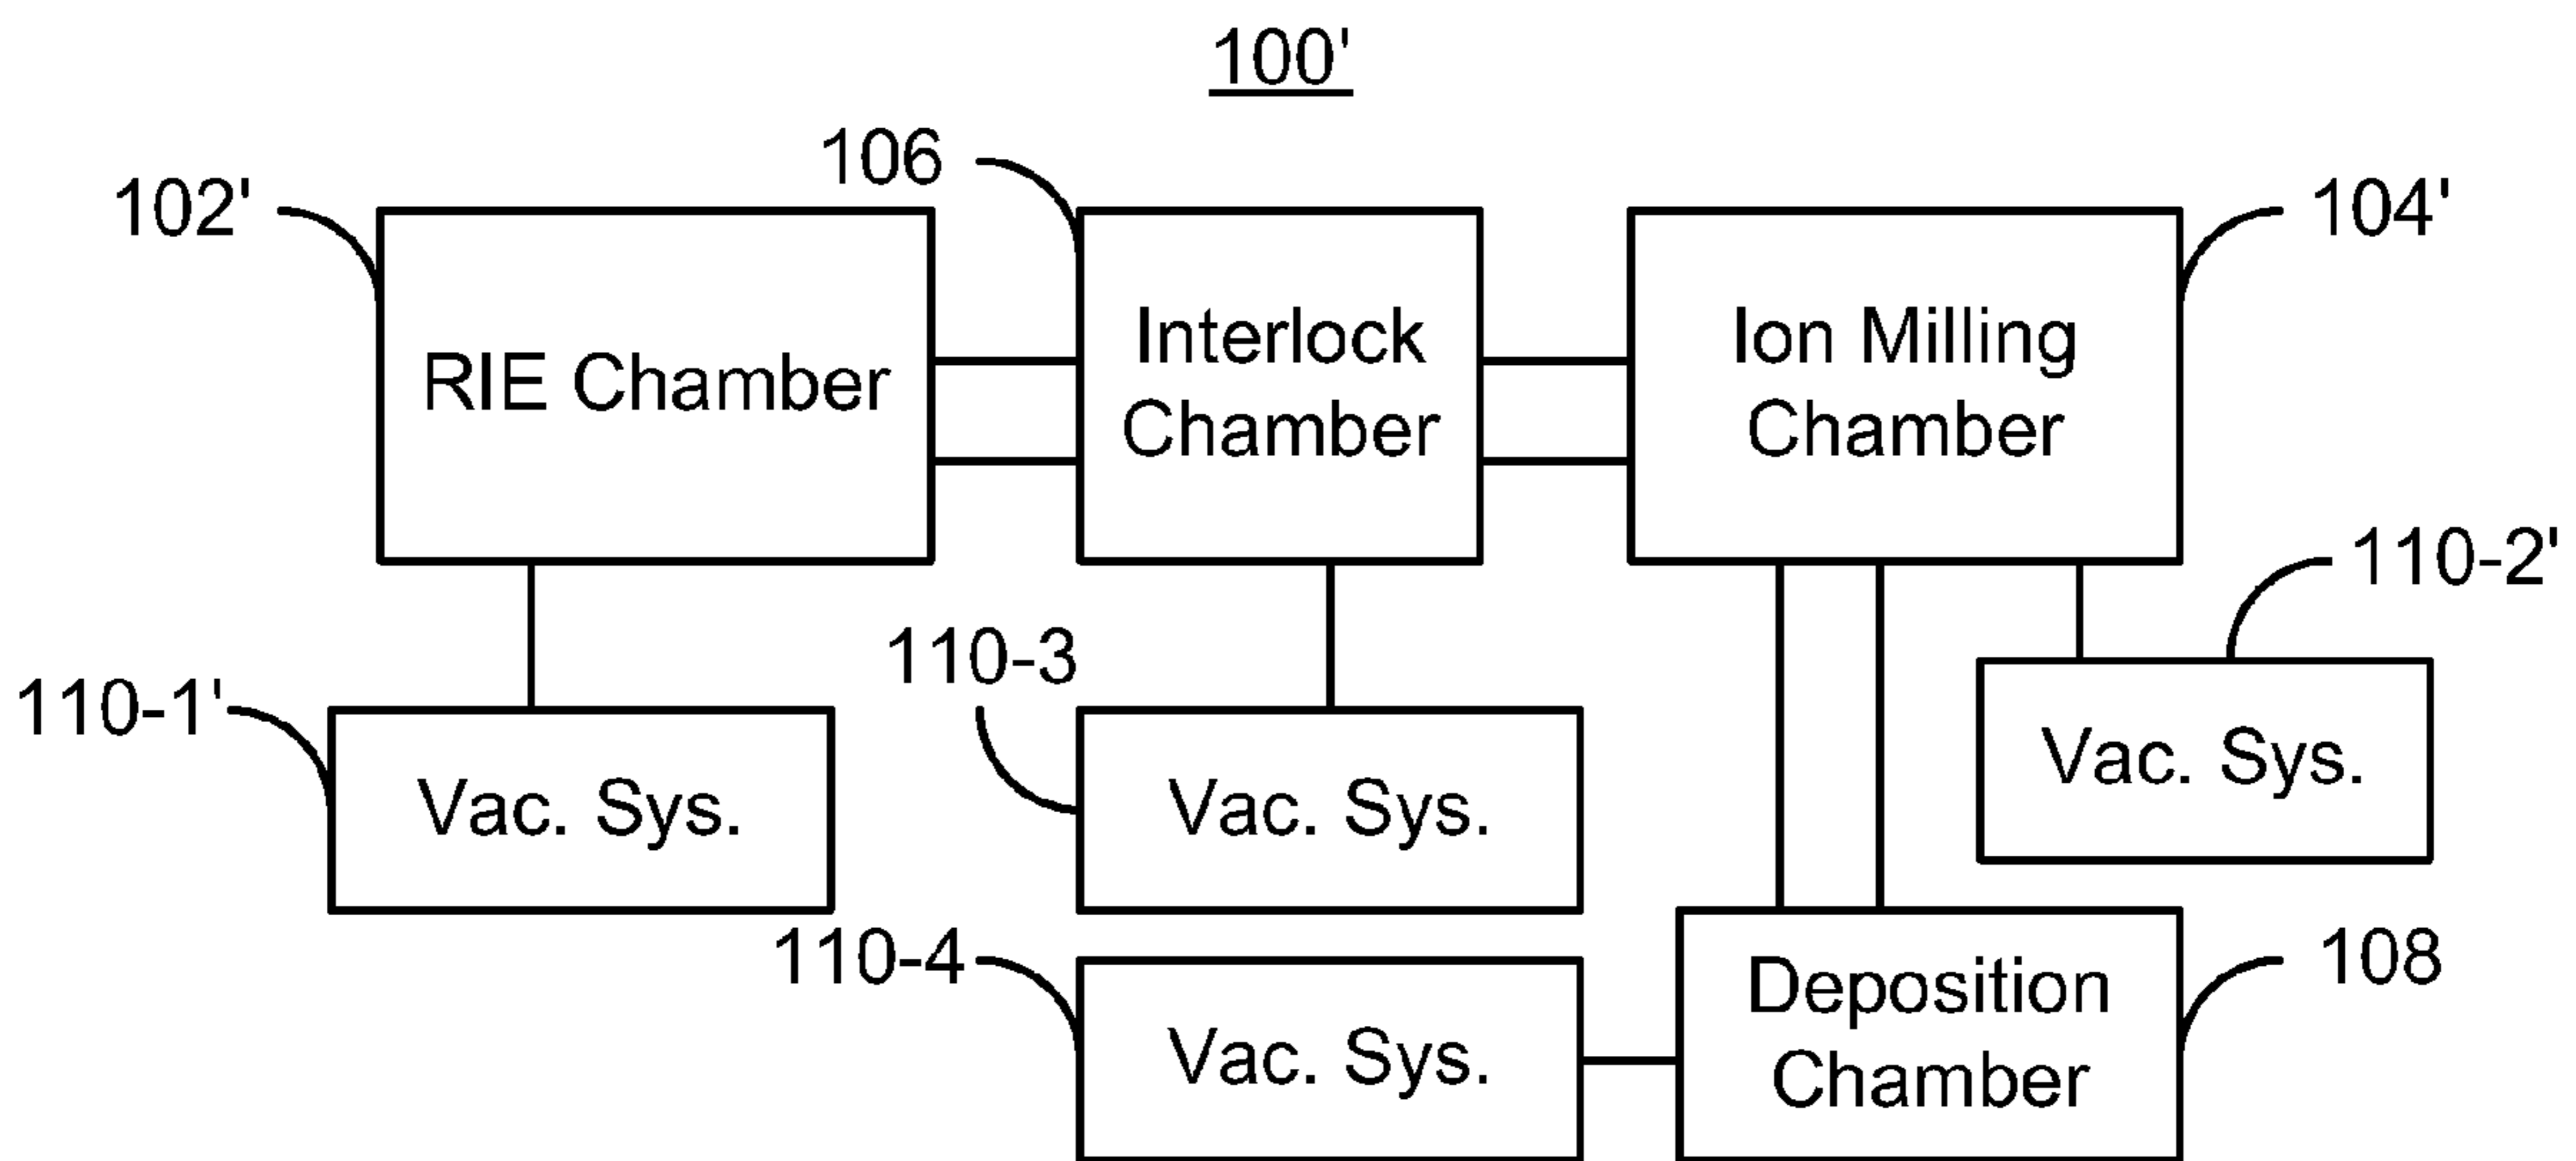 100'
106
102'
104'
RIE Chamber
Interlock
Chamber
Ion Milling
Chamber
110-2'
110-3
110-1'
Vac. Sys.
Vac. Sys.
Vac. Sys.
110-4
108
Vac. Sys.
Deposition
Chamber